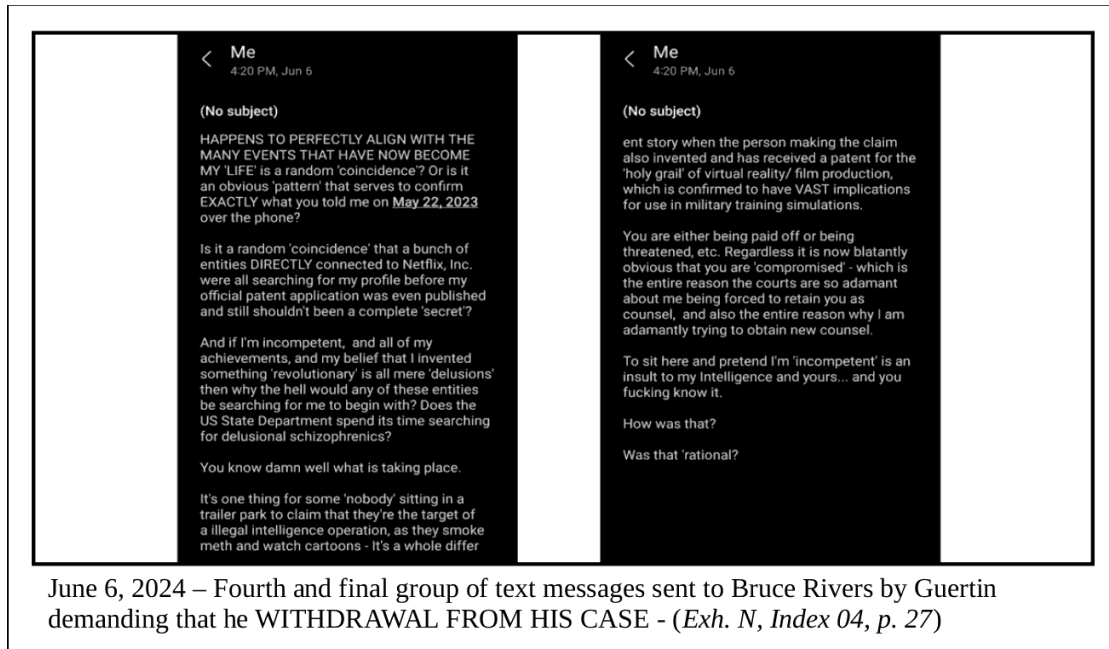 Me
4:20 PM, Jun 6
(No subject)
HAPPENS TO PERFECTLY ALIGN WITH THE
MANY EVENTS THAT HAVE NOW BECOME
MY 'LIFE' is a random 'coincidence'? Or is it
an obvious 'pattern' that serves to confirm
EXACTLY what you told me on May 22, 2023
over the phone?
Is it a random 'coincidence' that a bunch of
entities DIRECTLY connected to Netflix, Inc.
were all searching for my profile before my
official patent application was even published
and still shouldn't been a complete 'secret'?
And if I'm incompetent, and all of my
achievements, and my belief that I invented
something 'revolutionary' is all mere 'delusions'
then why the hell would any of these entities
be searching for me to begin with? Does the
US State Department spend its time searching
for delusional schizophrenics?
You know damn well what is taking place.
It's one thing for some 'nobody' sitting in a
trailer park to claim that they're the target of
a illegal intelligence operation, as they smoke
meth and watch cartoons - It's a whole differ
Me
4:20 PM, Jun 6
(No subject)
ent story when the person making the claim
also invented and has received a patent for the
'holy grail' of virtual reality/ film production,
which is confirmed to have VAST implications
for use in military training simulations.
You are either being paid off or being
threatened, etc. Regardless it is now blatantly
obvious that you are 'compromised' - which is
the entire reason the courts are so adamant
about me being forced to retain you as
counsel, and also the entire reason why I am
adamantly trying to obtain new counsel.
To sit here and pretend I'm 'incompetent' is an
insult to my Intelligence and yours... and you
fucking know it.
How was that?
Was that 'rational?
June 6, 2024 – Fourth and final group of text messages sent to Bruce Rivers by Guertin
demanding that he WITHDRAWAL FROM HIS CASE - (Exh. N, Index 04, p. 27)